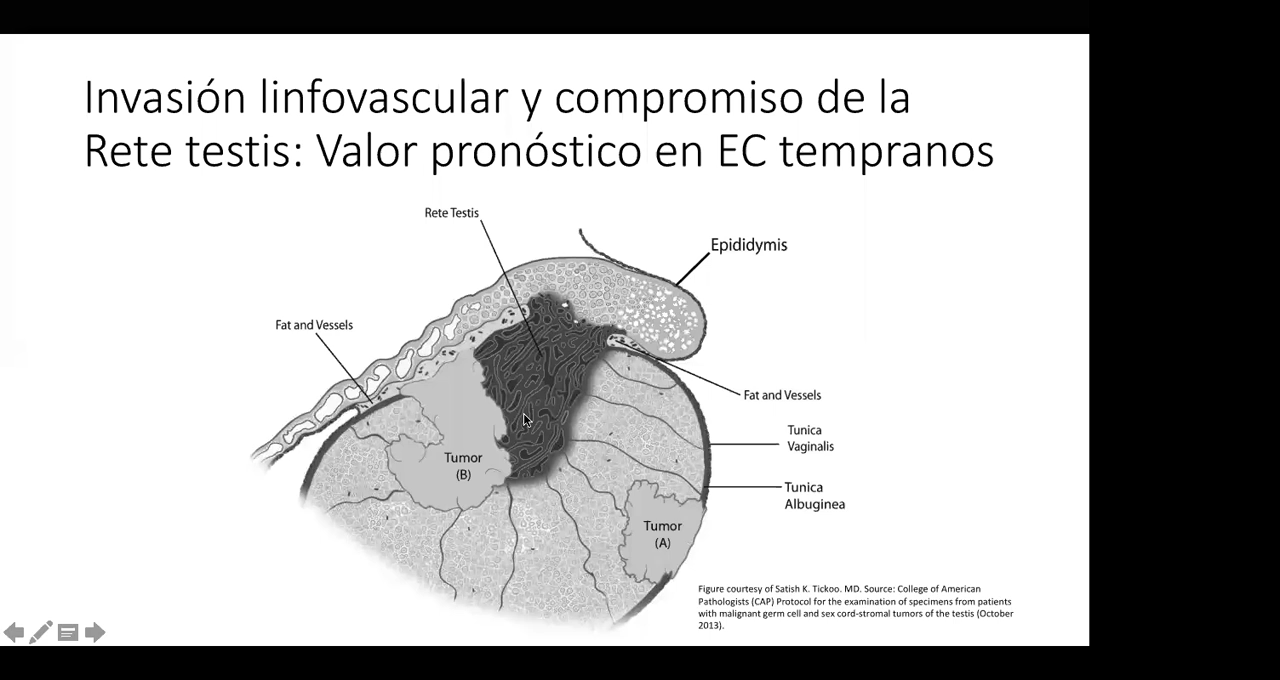 Invasión linfovascular y compromiso de la
Rete testis: Valor pronóstico en EC tempranos
Rete Testis
Epididymis
Fat and Vessels
Fat and Vessels
Tunica
Vaginalis
Tumor
(B)
Tunica
Albuginea
Tumor
(A)
Figure courtesy of Satish K. Tickoo. MD. Source: College of American
Pathologists (CAP) Protocol for the examination of specimens from patients
with malignant germ cell and sex cord-stromal tumors of the testis (October
2013).